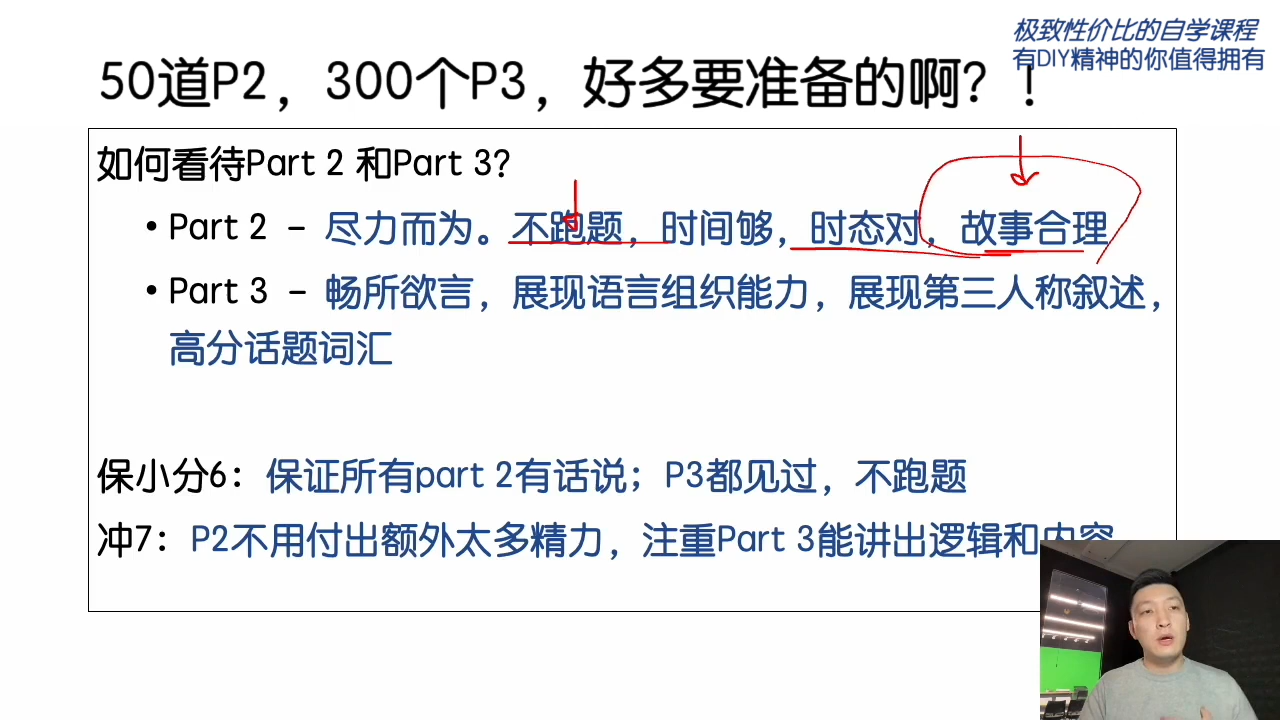 极致性价比的自学课程
有DIY精神的你值得拥有
50道P2，300个P3，好多要准备的啊？！
如何看待Part 2 和Part 3?
• Part 2 – 尽力而为。不跑题，时间够，时态对，故事合理
• Part 3 – 畅所欲言，展现语言组织能力，展现第三人称叙述，
高分话题词汇
保小分6：保证所有part 2有话说；P3都见过，不跑题
冲7：P2不用付出额外太多精力，注重Part 3能讲出逻辑和内容